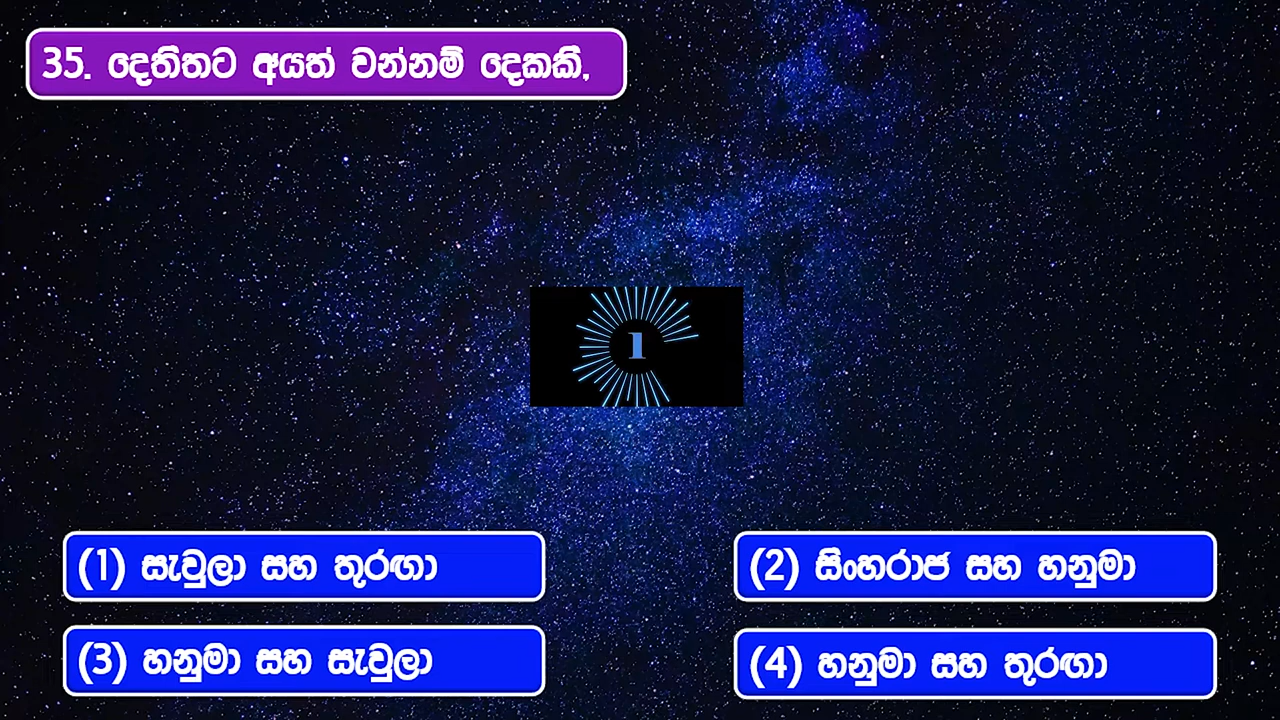 35. දෙතිතට අයත් වන්නම් දෙකකි,
1
(1) සැවුලා සහ තුරඟා
(2) සිංහරාජ සහ හනුමා
(3) හනුමා සහ සැවුලා
(4) හනුමා සහ තුරඟා